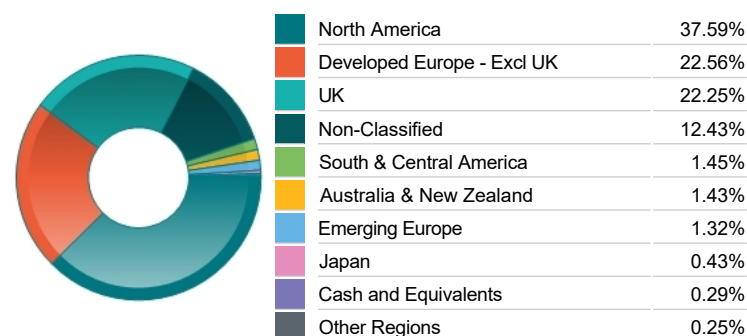 North America 37.59%
Developed Europe - Excl UK 22.56%
UK 22.25%
Non-Classified 12.43%
South & Central America 1.45%
Australia & New Zealand 1.43%
Emerging Europe 1.32%
Japan 0.43%
Cash and Equivalents 0.29%
Other Regions 0.25%